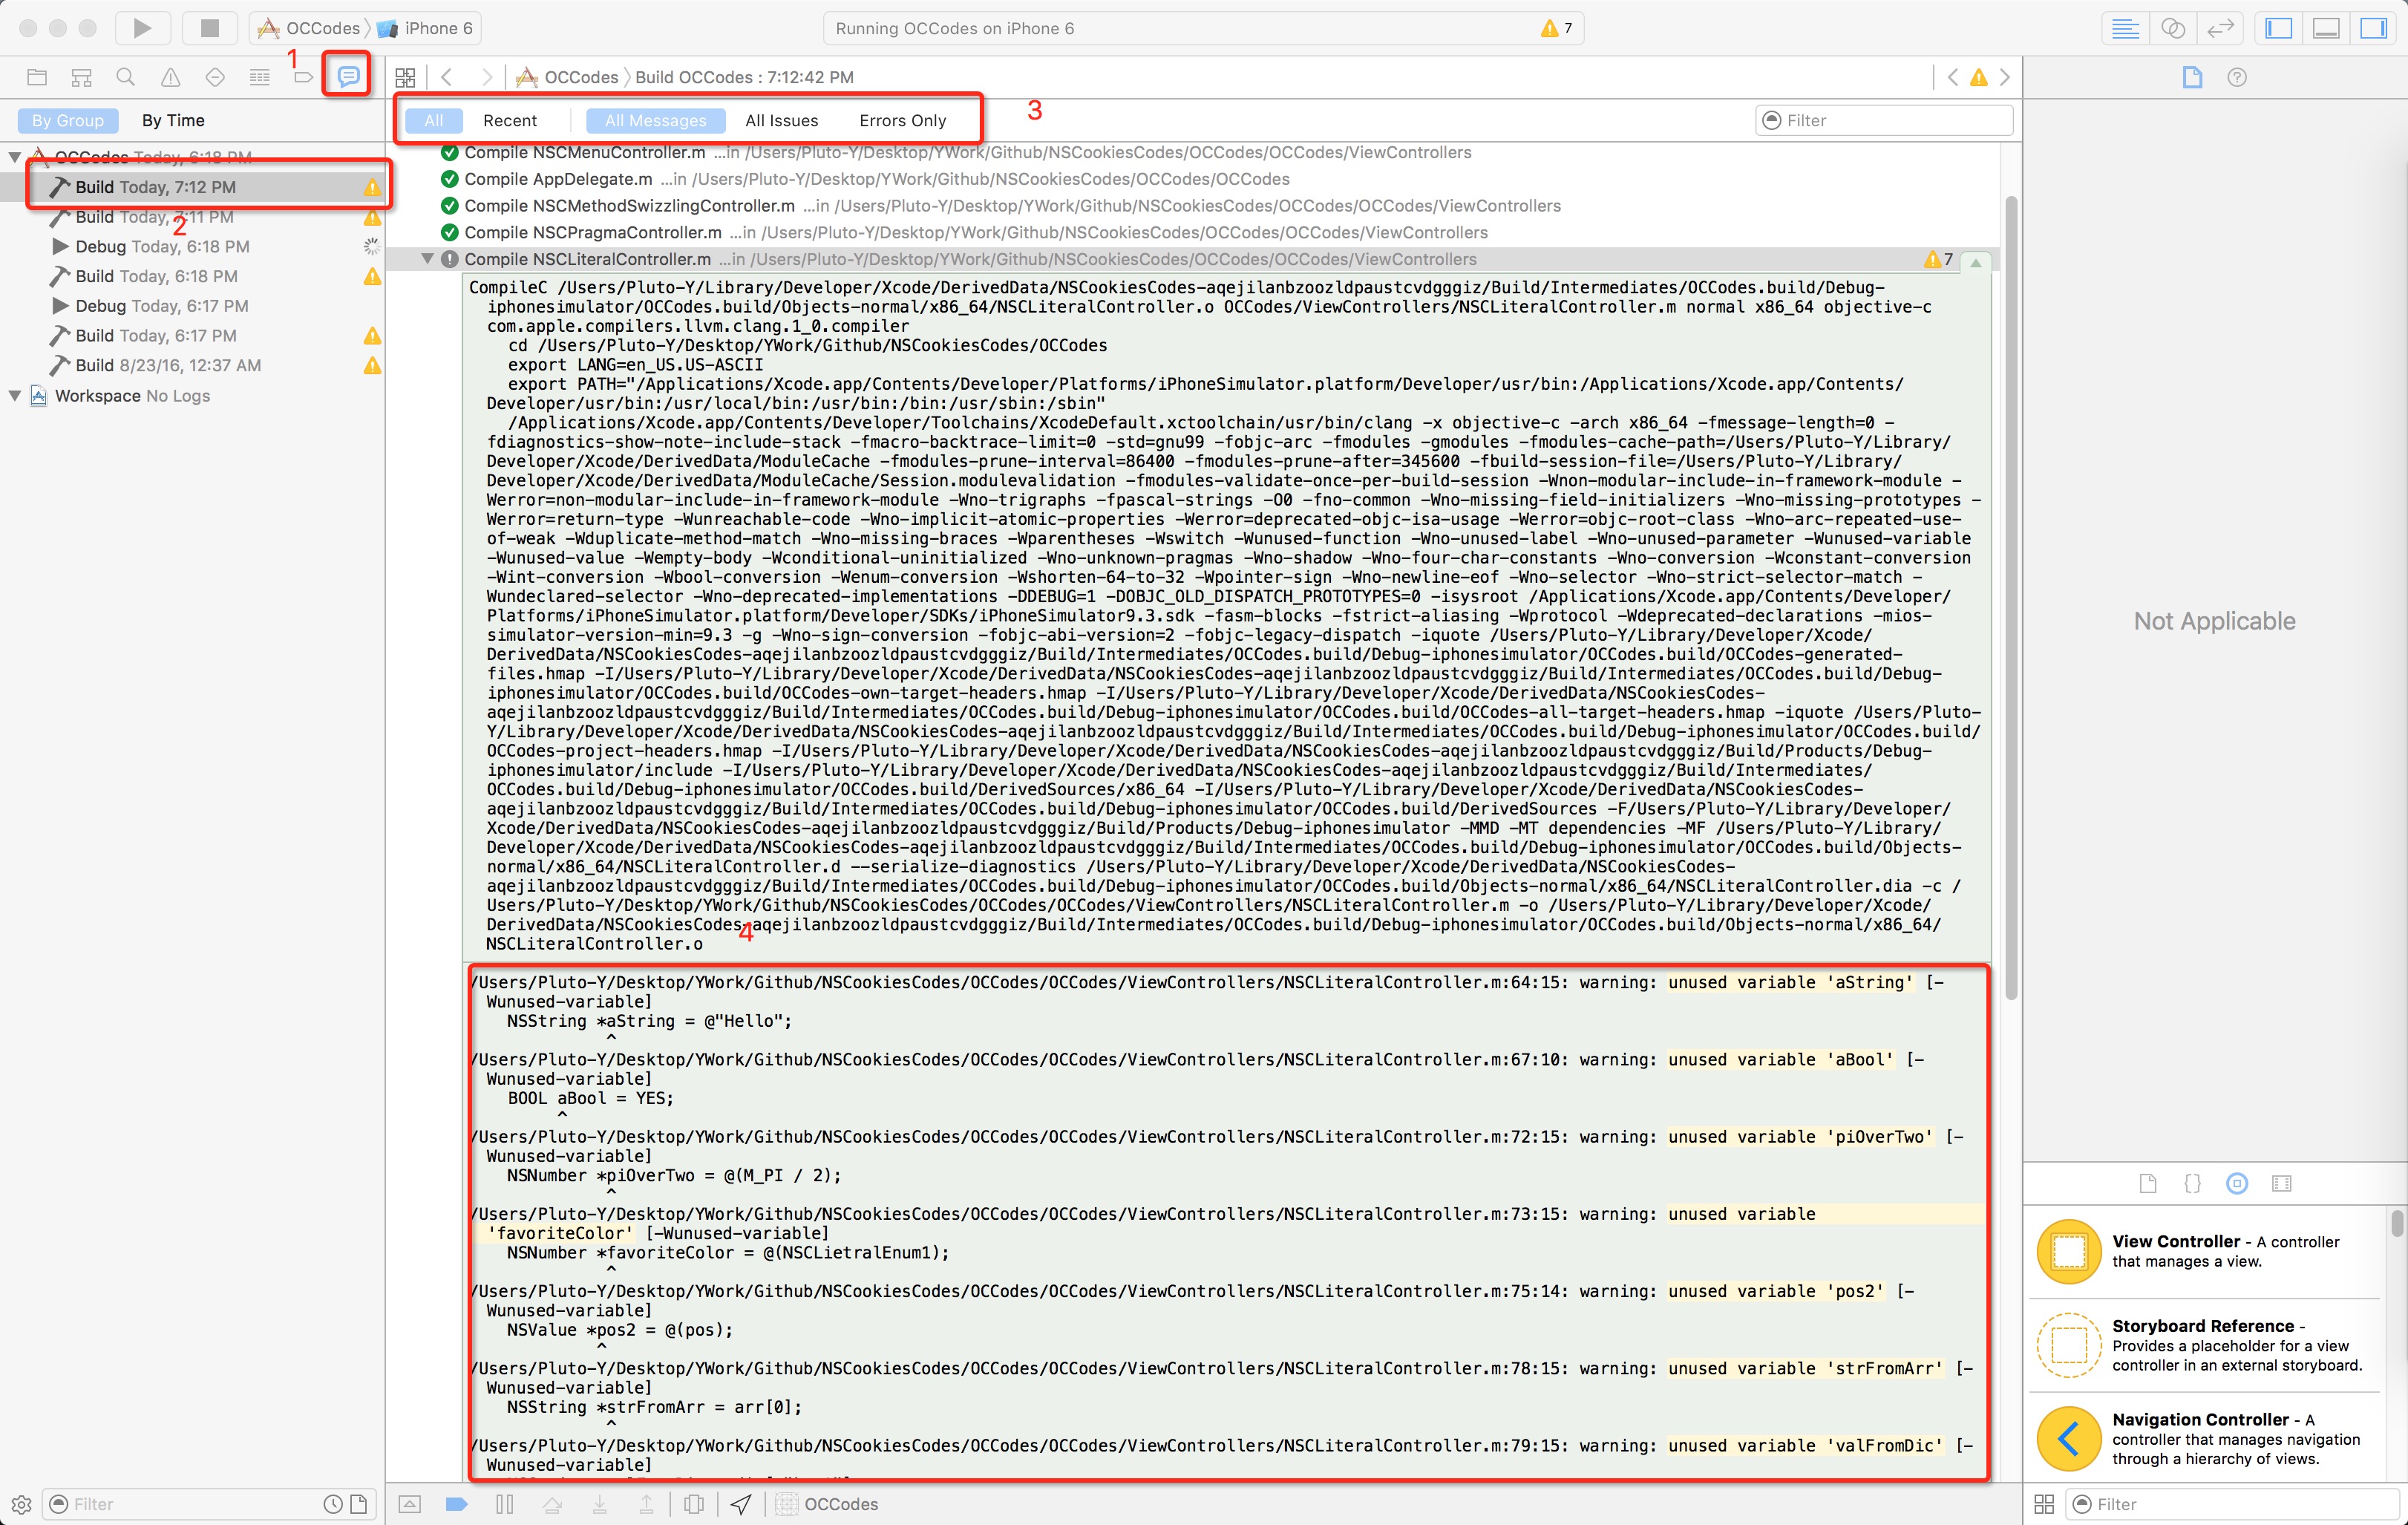 OCCodes
iPhone 6
Running OCCodes on iPhone 6
7
1
OCCodes
Build OCCodes : 7:12:42 PM
By Group
By Time
All
Recent
All Messages
All Issues
Errors Only
3
Filter
OCCodes Today, 6:18 PM
Build Today, 7:12 PM
Build Today, 7:11 PM
2
Debug Today, 6:18 PM
Build Today, 6:18 PM
Debug Today, 6:17 PM
Build Today, 6:17 PM
Build 8/23/16, 12:37 AM
Workspace No Logs
Compile NSCMenuController.m ...in /Users/Pluto-Y/Desktop/YWork/Github/NSCookiesCodes/OCCodes/OCCodes/ViewControllers
Compile AppDelegate.m ...in /Users/Pluto-Y/Desktop/YWork/Github/NSCookiesCodes/OCCodes/OCCodes
Compile NSCMethodSwizzlingController.m ...in /Users/Pluto-Y/Desktop/YWork/Github/NSCookiesCodes/OCCodes/OCCodes/ViewControllers
Compile NSCPragmaController.m ...in /Users/Pluto-Y/Desktop/YWork/Github/NSCookiesCodes/OCCodes/OCCodes/ViewControllers
Compile NSCLiteralController.m ...in /Users/Pluto-Y/Desktop/YWork/Github/NSCookiesCodes/OCCodes/OCCodes/ViewControllers
7
CompileC /Users/Pluto-Y/Library/Developer/Xcode/DerivedData/NSCookiesCodes-aqejilanbzoozldpaustcvdgggiz/Build/Intermediates/OCCodes.build/Debug-
iphonesimulator/OCCodes.build/Objects-normal/x86_64/NSCLiteralController.o OCCodes/ViewControllers/NSCLiteralController.m normal x86_64 objective-c
com.apple.compilers.llvm.clang.1_0.compiler
cd /Users/Pluto-Y/Desktop/YWork/Github/NSCookiesCodes/OCCodes
export LANG=en_US.US-ASCII
export PATH="/Applications/Xcode.app/Contents/Developer/Platforms/iPhoneSimulator.platform/Developer/usr/bin:/Applications/Xcode.app/Contents/
Developer/usr/bin:/usr/local/bin:/usr/bin:/bin:/usr/sbin:/sbin"
/Applications/Xcode.app/Contents/Developer/Toolchains/XcodeDefault.xctoolchain/usr/bin/clang -x objective-c -arch x86_64 -fmessage-length=0 -
fdiagnostics-show-note-include-stack -fmacro-backtrace-limit=0 -std=gnu99 -fobjc-arc -fmodules -gmodules -fmodules-cache-path=/Users/Pluto-Y/Library/
Developer/Xcode/DerivedData/ModuleCache -fmodules-prune-interval=86400 -fmodules-prune-after=345600 -fbuild-session-file=/Users/Pluto-Y/Library/
Developer/Xcode/DerivedData/ModuleCache/Session.modulevalidation -fmodules-validate-once-per-build-session -Wnon-modular-include-in-framework-module -
Werror=non-modular-include-in-framework-module -Wno-trigraphs -fpascal-strings -O0 -fno-common -Wno-missing-field-initializers -Wno-missing-prototypes -
Werror=return-type -Wunreachable-code -Wno-implicit-atomic-properties -Werror=deprecated-objc-isa-usage -Werror=objc-root-class -Wno-arc-repeated-use-
of-weak -Wduplicate-method-match -Wno-missing-braces -Wparentheses -Wswitch -Wunused-function -Wno-unused-label -Wno-unused-parameter -Wunused-variable
-Wunused-value -Wempty-body -Wconditional-uninitialized -Wno-unknown-pragmas -Wno-shadow -Wno-four-char-constants -Wno-conversion -Wconstant-conversion
-Wint-conversion -Wbool-conversion -Wenum-conversion -Wshorten-64-to-32 -Wpointer-sign -Wno-newline-eof -Wno-selector -Wno-strict-selector-match -
Wundeclared-selector -Wno-deprecated-implementations -DDEBUG=1 -DOBJC_OLD_DISPATCH_PROTOTYPES=0 -isysroot /Applications/Xcode.app/Contents/Developer/
Platforms/iPhoneSimulator.platform/Developer/SDKs/iPhoneSimulator9.3.sdk -fasm-blocks -fstrict-aliasing -Wprotocol -Wdeprecated-declarations -mios-
simulator-version-min=9.3 -g -Wno-sign-conversion -fobjc-abi-version=2 -fobjc-legacy-dispatch -iquote /Users/Pluto-Y/Library/Developer/Xcode/
DerivedData/NSCookiesCodes-aqejilanbzoozldpaustcvdgggiz/Build/Intermediates/OCCodes.build/Debug-iphonesimulator/OCCodes.build/OCCodes-generated-
files.hmap -I/Users/Pluto-Y/Library/Developer/Xcode/DerivedData/NSCookiesCodes-aqejilanbzoozldpaustcvdgggiz/Build/Intermediates/OCCodes.build/Debug-
iphonesimulator/OCCodes.build/OCCodes-own-target-headers.hmap -I/Users/Pluto-Y/Library/Developer/Xcode/DerivedData/NSCookiesCodes-
aqejilanbzoozldpaustcvdgggiz/Build/Intermediates/OCCodes.build/Debug-iphonesimulator/OCCodes.build/OCCodes-all-target-headers.hmap -iquote /Users/Pluto-
Y/Library/Developer/Xcode/DerivedData/NSCookiesCodes-aqejilanbzoozldpaustcvdgggiz/Build/Intermediates/OCCodes.build/Debug-iphonesimulator/OCCodes.build/
OCCodes-project-headers.hmap -I/Users/Pluto-Y/Library/Developer/Xcode/DerivedData/NSCookiesCodes-aqejilanbzoozldpaustcvdgggiz/Build/Products/Debug-
iphonesimulator/include -I/Users/Pluto-Y/Library/Developer/Xcode/DerivedData/NSCookiesCodes-aqejilanbzoozldpaustcvdgggiz/Build/Intermediates/
OCCodes.build/Debug-iphonesimulator/OCCodes.build/DerivedSources/x86_64 -I/Users/Pluto-Y/Library/Developer/Xcode/DerivedData/NSCookiesCodes-
aqejilanbzoozldpaustcvdgggiz/Build/Intermediates/OCCodes.build/Debug-iphonesimulator/OCCodes.build/DerivedSources -F/Users/Pluto-Y/Library/Developer/
Xcode/DerivedData/NSCookiesCodes-aqejilanbzoozldpaustcvdgggiz/Build/Products/Debug-iphonesimulator -MMD -MT dependencies -MF /Users/Pluto-Y/Library/
Developer/Xcode/DerivedData/NSCookiesCodes-aqejilanbzoozldpaustcvdgggiz/Build/Intermediates/OCCodes.build/Debug-iphonesimulator/OCCodes.build/Objects-
normal/x86_64/NSCLiteralController.d --serialize-diagnostics /Users/Pluto-Y/Library/Developer/Xcode/DerivedData/NSCookiesCodes-
aqejilanbzoozldpaustcvdgggiz/Build/Intermediates/OCCodes.build/Debug-iphonesimulator/OCCodes.build/Objects-normal/x86_64/NSCLiteralController.dia -c /
Users/Pluto-Y/Desktop/YWork/Github/NSCookiesCodes/OCCodes/OCCodes/ViewControllers/NSCLiteralController.m -o /Users/Pluto-Y/Library/Developer/Xcode/
DerivedData/NSCookiesCodes-aqejilanbzoozldpaustcvdgggiz/Build/Intermediates/OCCodes.build/Debug-iphonesimulator/OCCodes.build/Objects-normal/x86_64/
NSCLiteralController.o
4
/Users/Pluto-Y/Desktop/YWork/Github/NSCookiesCodes/OCCodes/OCCodes/ViewControllers/NSCLiteralController.m:64:15: warning: unused variable 'aString' [-
Wunused-variable]
NSString *aString = @"Hello";
^
/Users/Pluto-Y/Desktop/YWork/Github/NSCookiesCodes/OCCodes/OCCodes/ViewControllers/NSCLiteralController.m:67:10: warning: unused variable 'aBool' [-
Wunused-variable]
BOOL aBool = YES;
^
/Users/Pluto-Y/Desktop/YWork/Github/NSCookiesCodes/OCCodes/OCCodes/ViewControllers/NSCLiteralController.m:72:15: warning: unused variable 'piOverTwo' [-
Wunused-variable]
NSNumber *piOverTwo = @(M_PI / 2);
^
/Users/Pluto-Y/Desktop/YWork/Github/NSCookiesCodes/OCCodes/OCCodes/ViewControllers/NSCLiteralController.m:73:15: warning: unused variable
'favoriteColor' [-Wunused-variable]
NSNumber *favoriteColor = @(NSCLietralEnum1);
^
/Users/Pluto-Y/Desktop/YWork/Github/NSCookiesCodes/OCCodes/OCCodes/ViewControllers/NSCLiteralController.m:75:14: warning: unused variable 'pos2' [-
Wunused-variable]
NSValue *pos2 = @(pos);
^
/Users/Pluto-Y/Desktop/YWork/Github/NSCookiesCodes/OCCodes/OCCodes/ViewControllers/NSCLiteralController.m:78:15: warning: unused variable 'strFromArr' [-
Wunused-variable]
NSString *strFromArr = arr[0];
^
/Users/Pluto-Y/Desktop/YWork/Github/NSCookiesCodes/OCCodes/OCCodes/ViewControllers/NSCLiteralController.m:79:15: warning: unused variable 'valFromDic' [-
Wunused-variable]
Not Applicable
View Controller - A controller
that manages a view.
Storyboard Reference -
Provides a placeholder for a view
controller in an external storyboard.
Navigation Controller - A
controller that manages navigation
through a hierarchy of views.
Filter
OCCodes
Filter